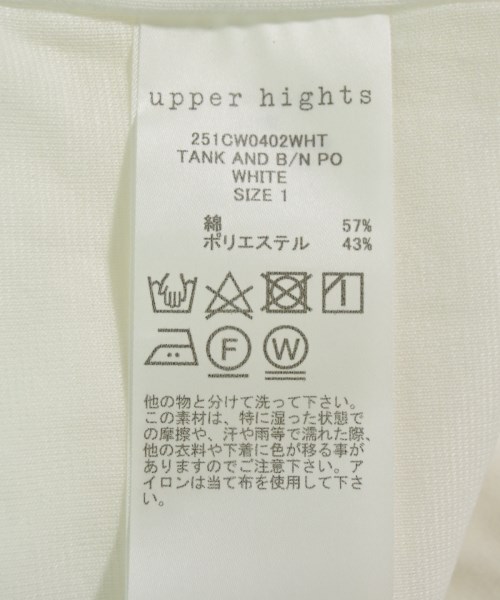 upper hights
251CW0402WHT
TANK AND B/N PO
WHITE
SIZE 1
綿 57%
ポリエステル 43%
F W
他の物と分けて洗って下さい。
この素材は、特に湿った状態で
の摩擦や、汗や雨等で濡れた際、
他の衣料や下着に色が移る事が
ありますのでご注意下さい。ア
イロンは当て布を使用して下さ
い。